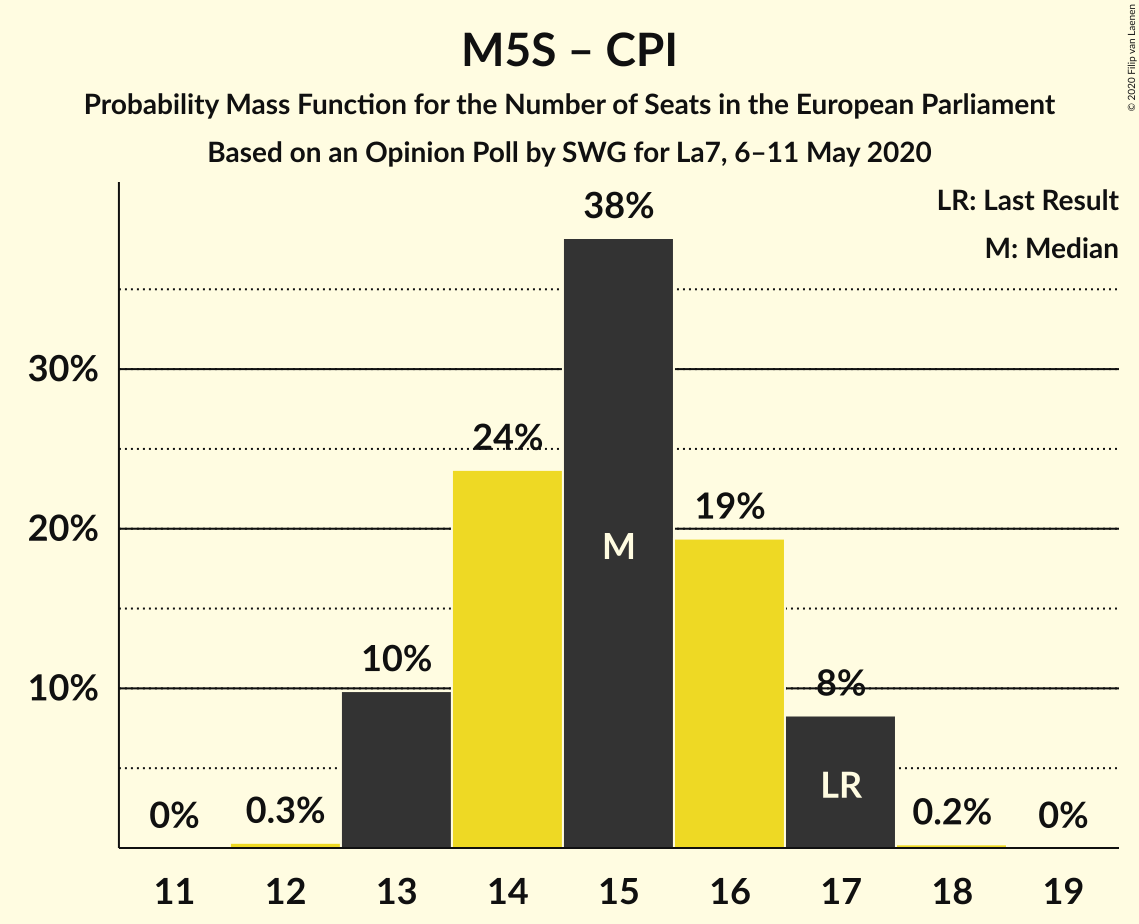 M5S – CPI
Probability Mass Function for the Number of Seats in the European Parliament
Based on an Opinion Poll by SWG for La7, 6–11 May 2020
© 2020 Filip van Laenen
LR: Last Result
M: Median
38%
30%
24%
20%
19%
M
10%
10%
8%
LR
0%
0.3%
0.2%
0%
11 12 13 14 15 16 17 18 19